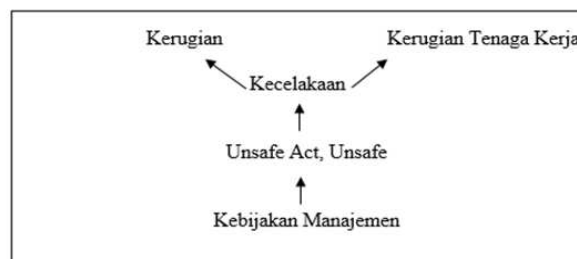 Kerugian Kerugian Tenaga Kerja
Kecelakaan
Unsafe Act, Unsafe
Kebijakan Manajemen